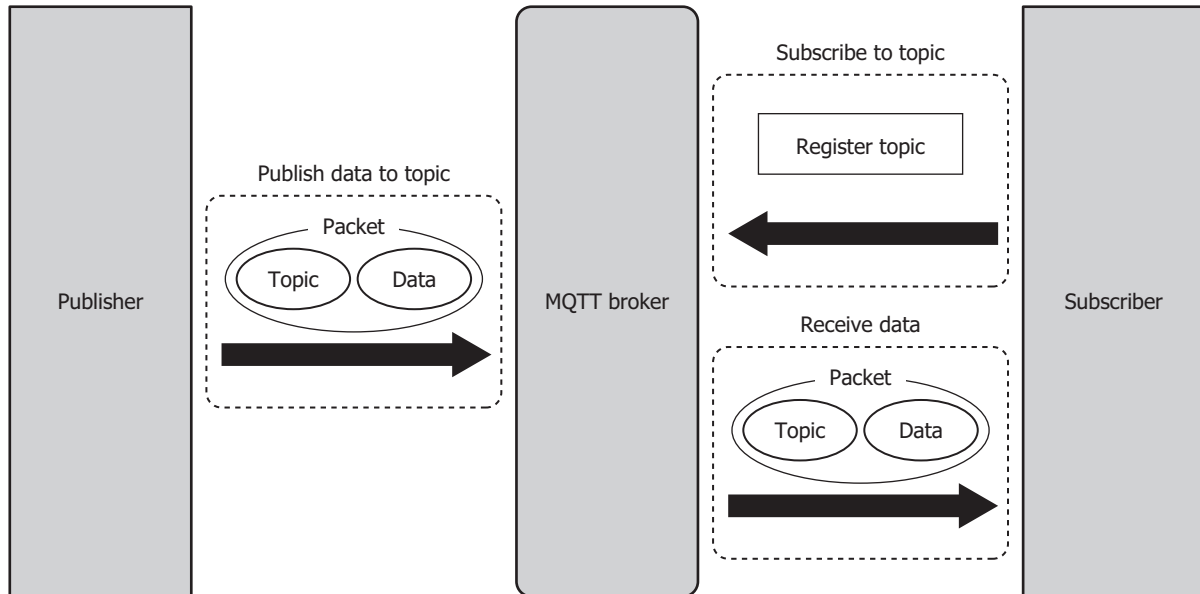 Publisher
Publish data to topic
Packet
Topic
Data
MQTT broker
Subscribe to topic
Register topic
Receive data
Packet
Topic
Data
Subscriber